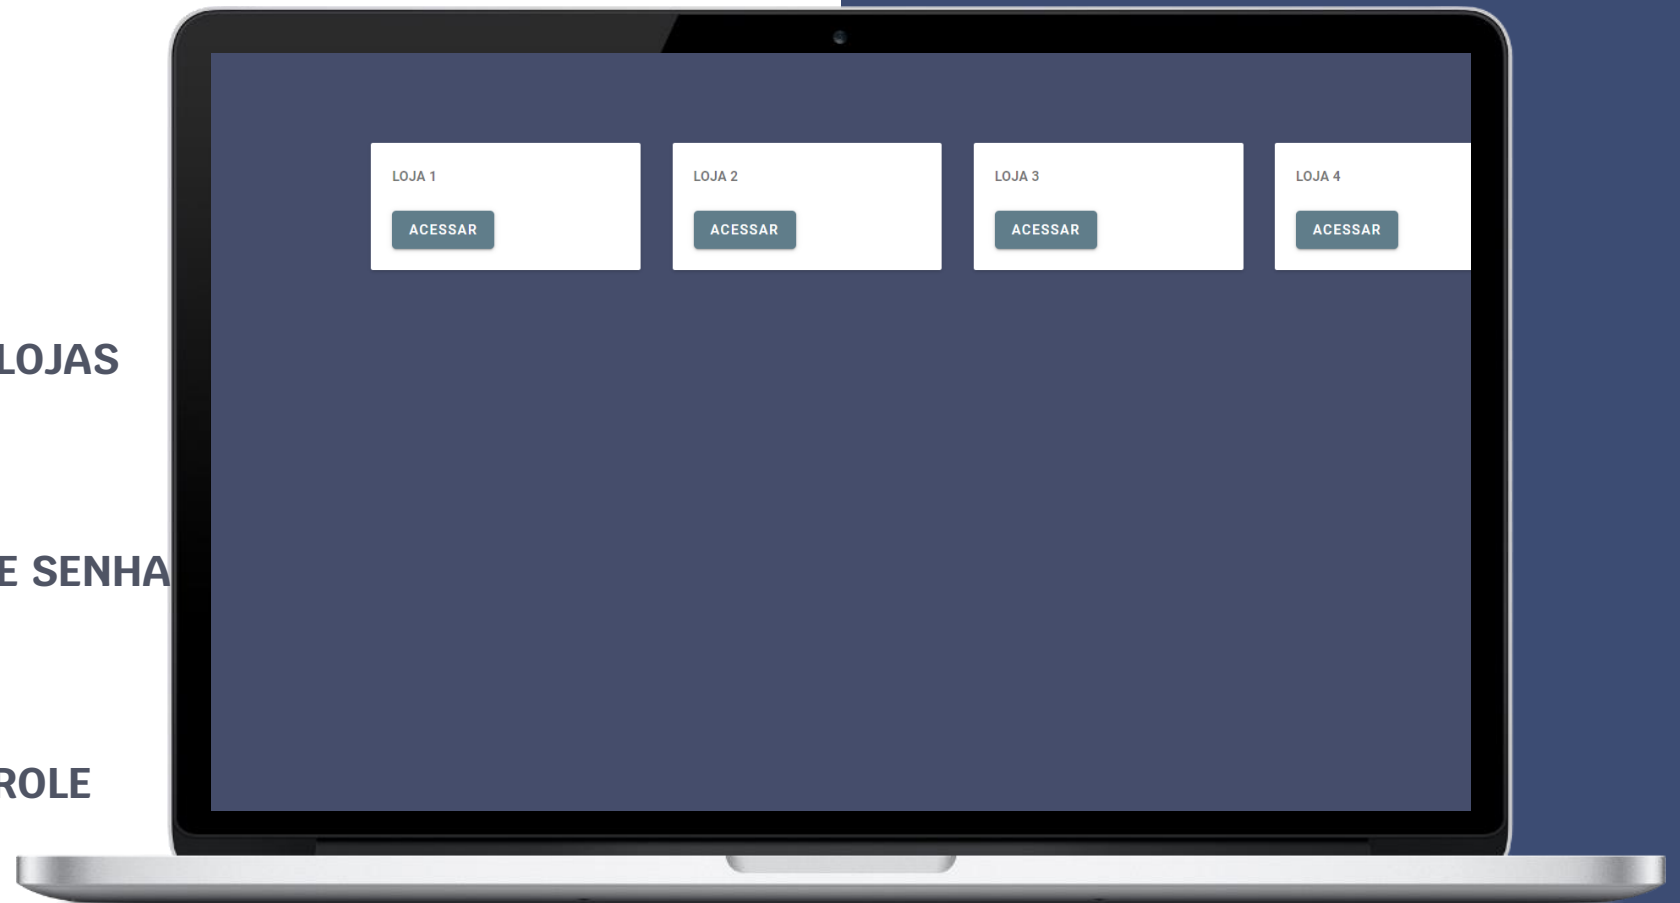 LOJA 1
LOJA 2
LOJA 3
LOJA 4
ACESSAR
ACESSAR
ACESSAR
ACESSAR
LOJAS
E SENHA
ROLE